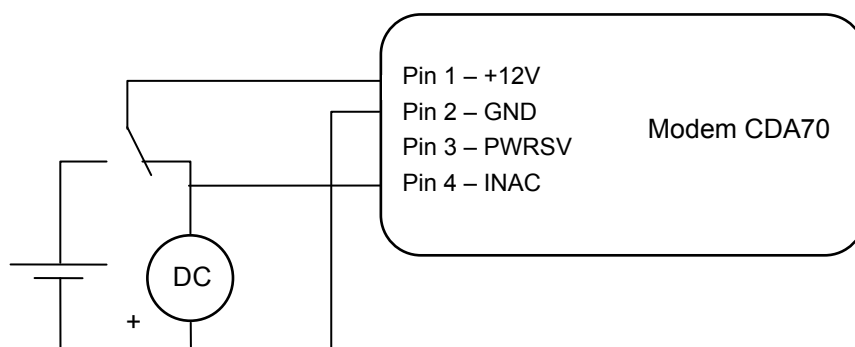 Pin 1 – +12V
Pin 2 – GND
Pin 3 – PWRSV
Pin 4 – INAC
Modem CDA70
DC
+